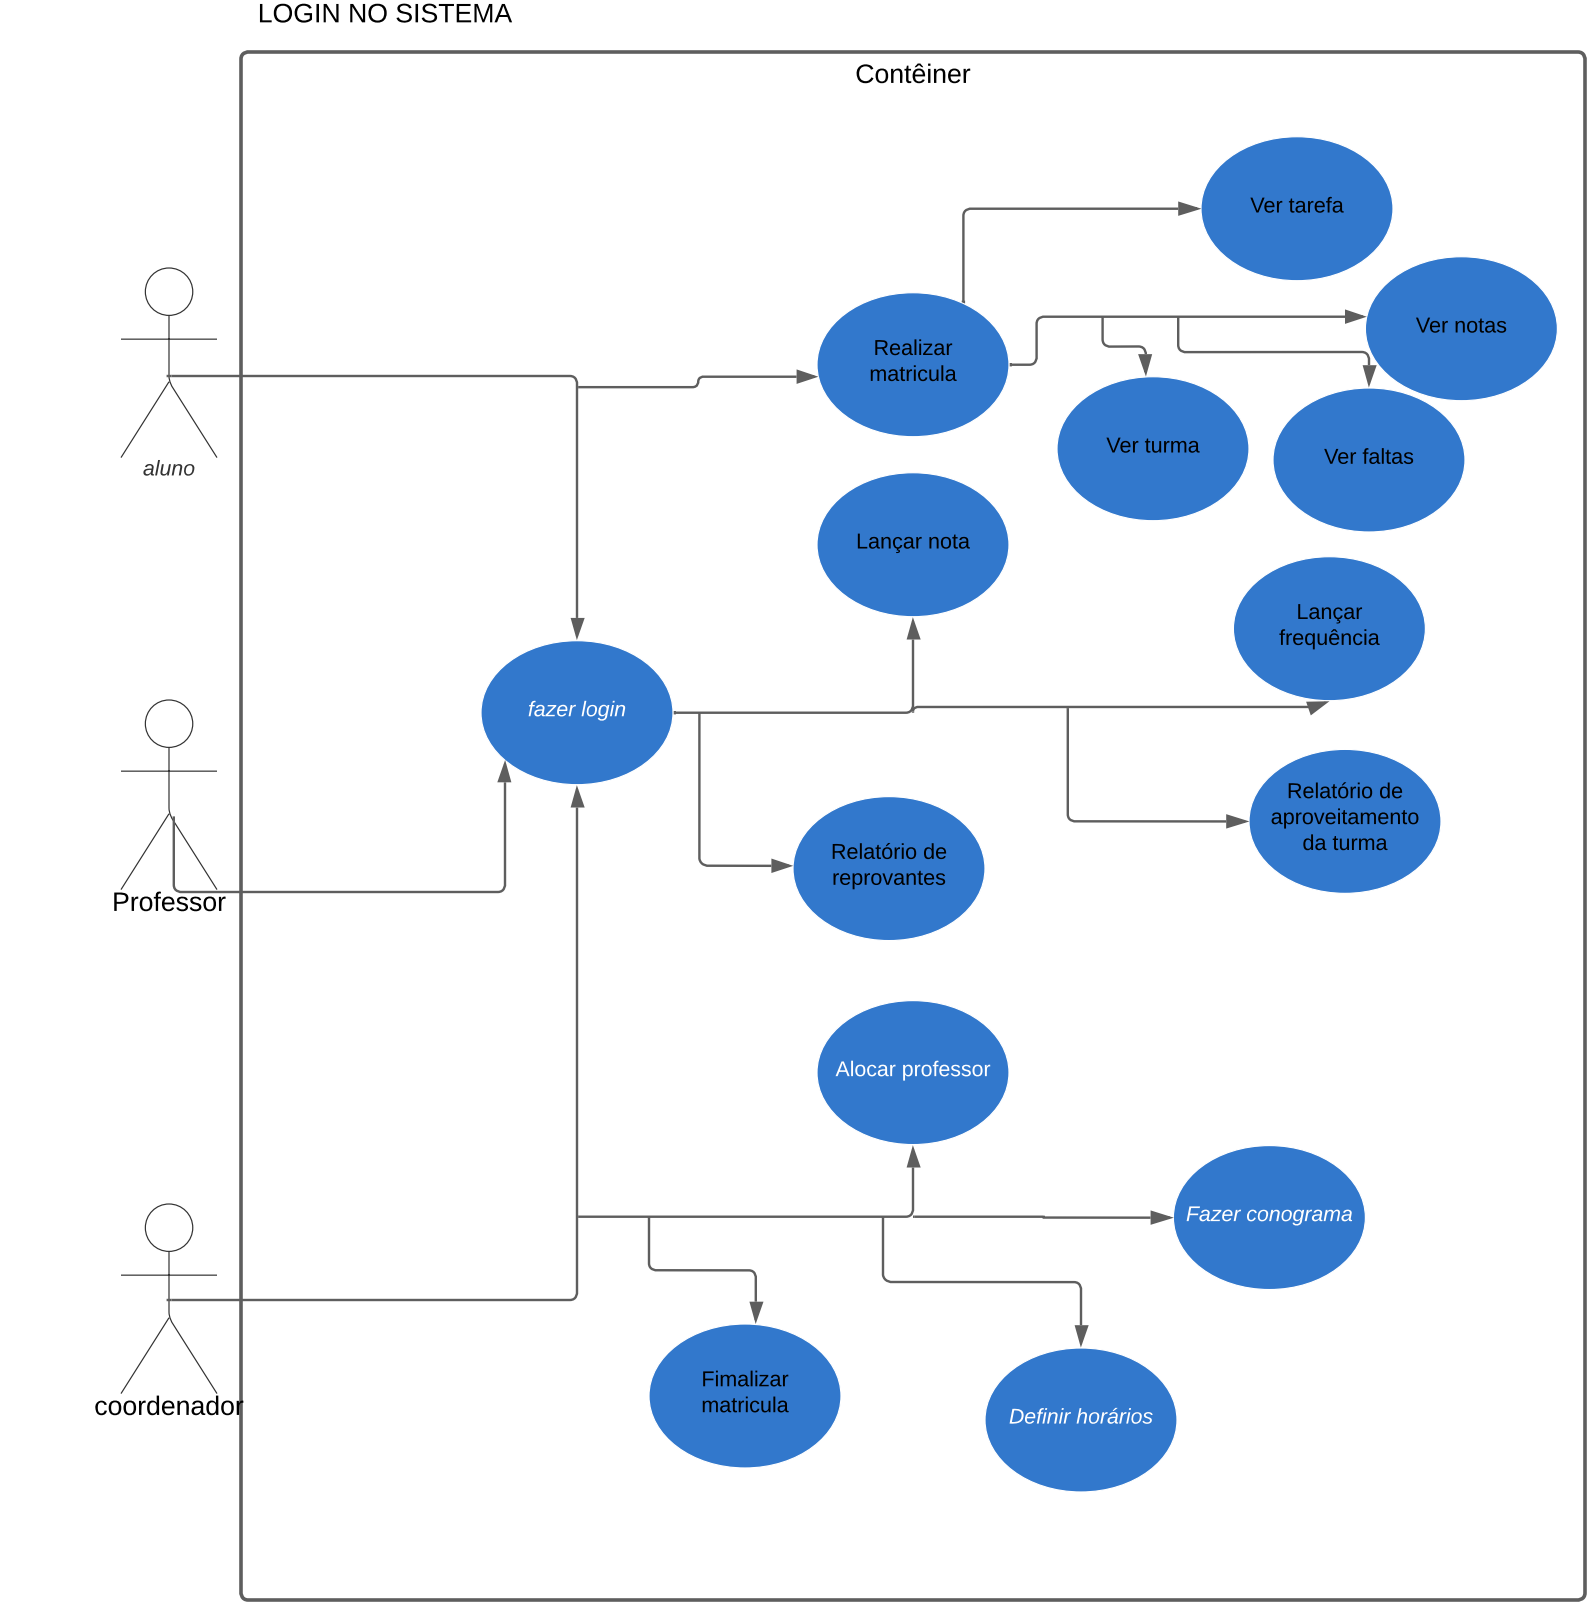 LOGIN NO SISTEMA
Contêiner
Ver tarefa
Ver notas
Realizar
matricula
Ver turma
Ver faltas
aluno
Lançar nota
Lançar
frequência
fazer login
Relatório de
aproveitamento
da turma
Relatório de
reprovantes
Professor
Alocar professor
Fazer conograma
Fimalizar
matricula
Definir horários
coordenador